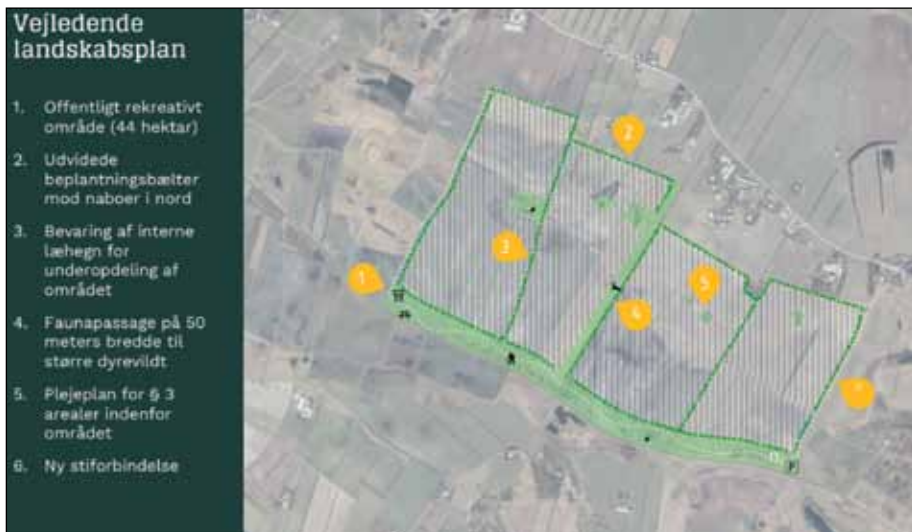 Vejledende
landskabsplan
1. Offentligt rekreativt
område (44 hektar)
2. Udvidede
beplantningsbælter
mod naboer i nord
3. Bevaring af interne
læhegn for
underopdeling af
området
4. Faunapassage på 50
meters bredde til
større dyrevildt
5. Plejeplan for § 3
arealer indenfor
området
6. Ny stiforbindelse
2
3
1
5
4
P